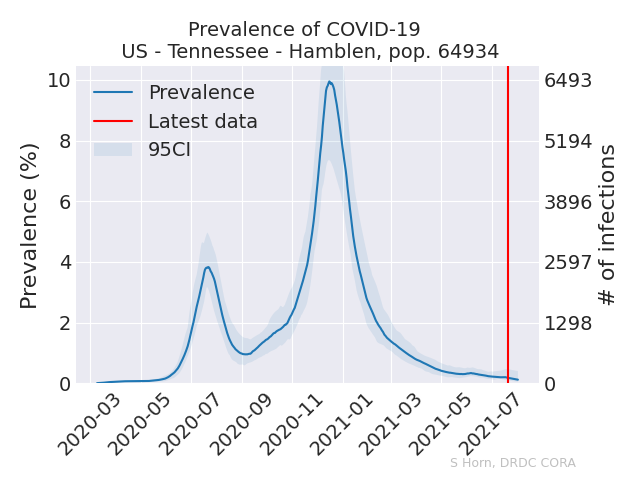 Prevalence of COVID-19
US - Tennessee - Hamblen, pop. 64934
Prevalence (%)
10
8
6
4
2
0
Prevalence
Latest data
95CI
6493
5194
3896
2597
1298
0
# of infections
2020-03
2020-05
2020-07
2020-09
2020-11
2021-01
2021-03
2021-05
2021-07
S Horn, DRDC CORA